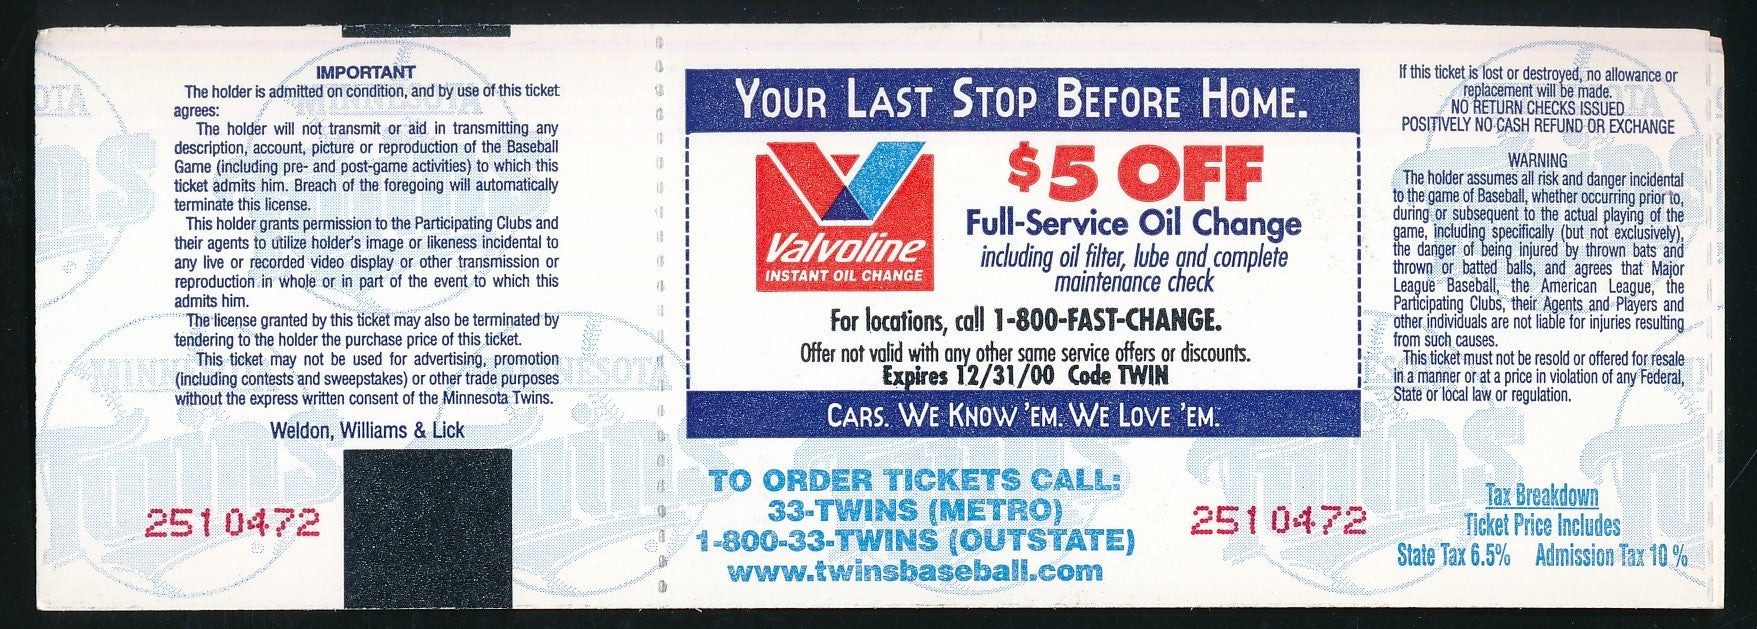 IMPORTANT
The holder is admitted on condition, and by use of this ticket
agrees:
The holder will not transmit or aid in transmitting any
description, account, picture or reproduction of the Baseball
Game (including pre- and post-game activities) to which this
ticket admits him. Breach of the foregoing will automatically
terminate this license.
This holder grants permission to the Participating Clubs and
their agents to utilize holder's image or likeness incidental to
any live or recorded video display or other transmission or
reproduction in whole or in part of the event to which this
admits him.
The license granted by this ticket may also be terminated by
tendering to the holder the purchase price of this ticket.
This ticket may not be used for advertising, promotion
(including contests and sweepstakes) or other trade purposes
without the express written consent of the Minnesota Twins.
Weldon, Williams & Lick
2510472
YOUR LAST STOP BEFORE HOME.
Valvoline
INSTANT OIL CHANGE
$5 OFF
Full-Service Oil Change
including oil filter, lube and complete
maintenance check
For locations, call 1-800-FAST-CHANGE.
Offer not valid with any other same service offers or discounts.
Expires 12/31/00 Code TWIN
CARS. WE KNOW 'EM. WE LOVE 'EM.
TO ORDER TICKETS CALL:
33-TWINS (METRO)
1-800-33-TWINS (OUTSTATE)
www.twinsbaseball.com
2510472
If this ticket is lost or destroyed, no allowance or
replacement will be made.
NO RETURN CHECKS ISSUED
POSITIVELY NO CASH REFUND OR EXCHANGE
WARNING
The holder assumes all risk and danger incidental
to the game of Baseball, whether occurring prior to,
during or subsequent to the actual playing of the
game, including specifically (but not exclusively),
the danger of being injured by thrown bats and
thrown or batted balls, and agrees that Major
League Baseball, the American League, the
Participating Clubs, their Agents and Players and
other individuals are not liable for injuries resulting
from such causes.
This ticket must not be resold or offered for resale
in a manner or at a price in violation of any Federal,
State or local law or regulation.
Tax Breakdown
Ticket Price Includes
State Tax 6.5% Admission Tax 10 %
MINNESOTA
Twins